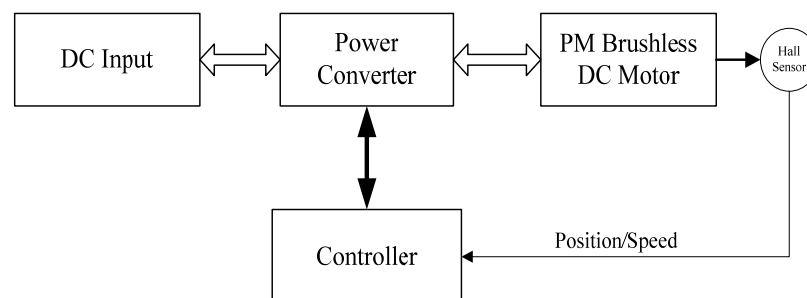 DC Input
Power
Converter
PM Brushless
DC Motor
Hall
Sensor
Controller
Position/Speed